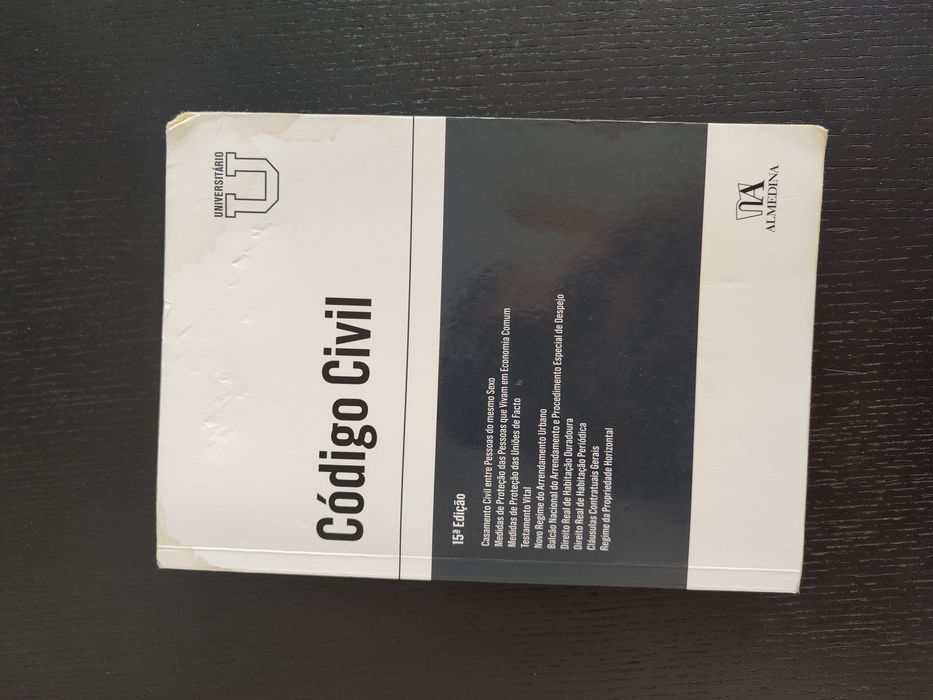 UNIVERSITÁRIO
U
Código Civil
15ª Edição
Casamento Civil entre Pessoas do mesmo Sexo
Medidas de Proteção das Pessoas que Vivam em Economia Comum
Medidas de Proteção das Uniões de Facto
Testamento Vital
Novo Regime do Arrendamento Urbano
Balcão Nacional do Arrendamento e Procedimento Especial de Despejo
Direito Real de Habitação Duradoura
Direito Real de Habitação Periódica
Cláusulas Contratuais Gerais
Regime da Propriedade Horizontal
ALMEDINA